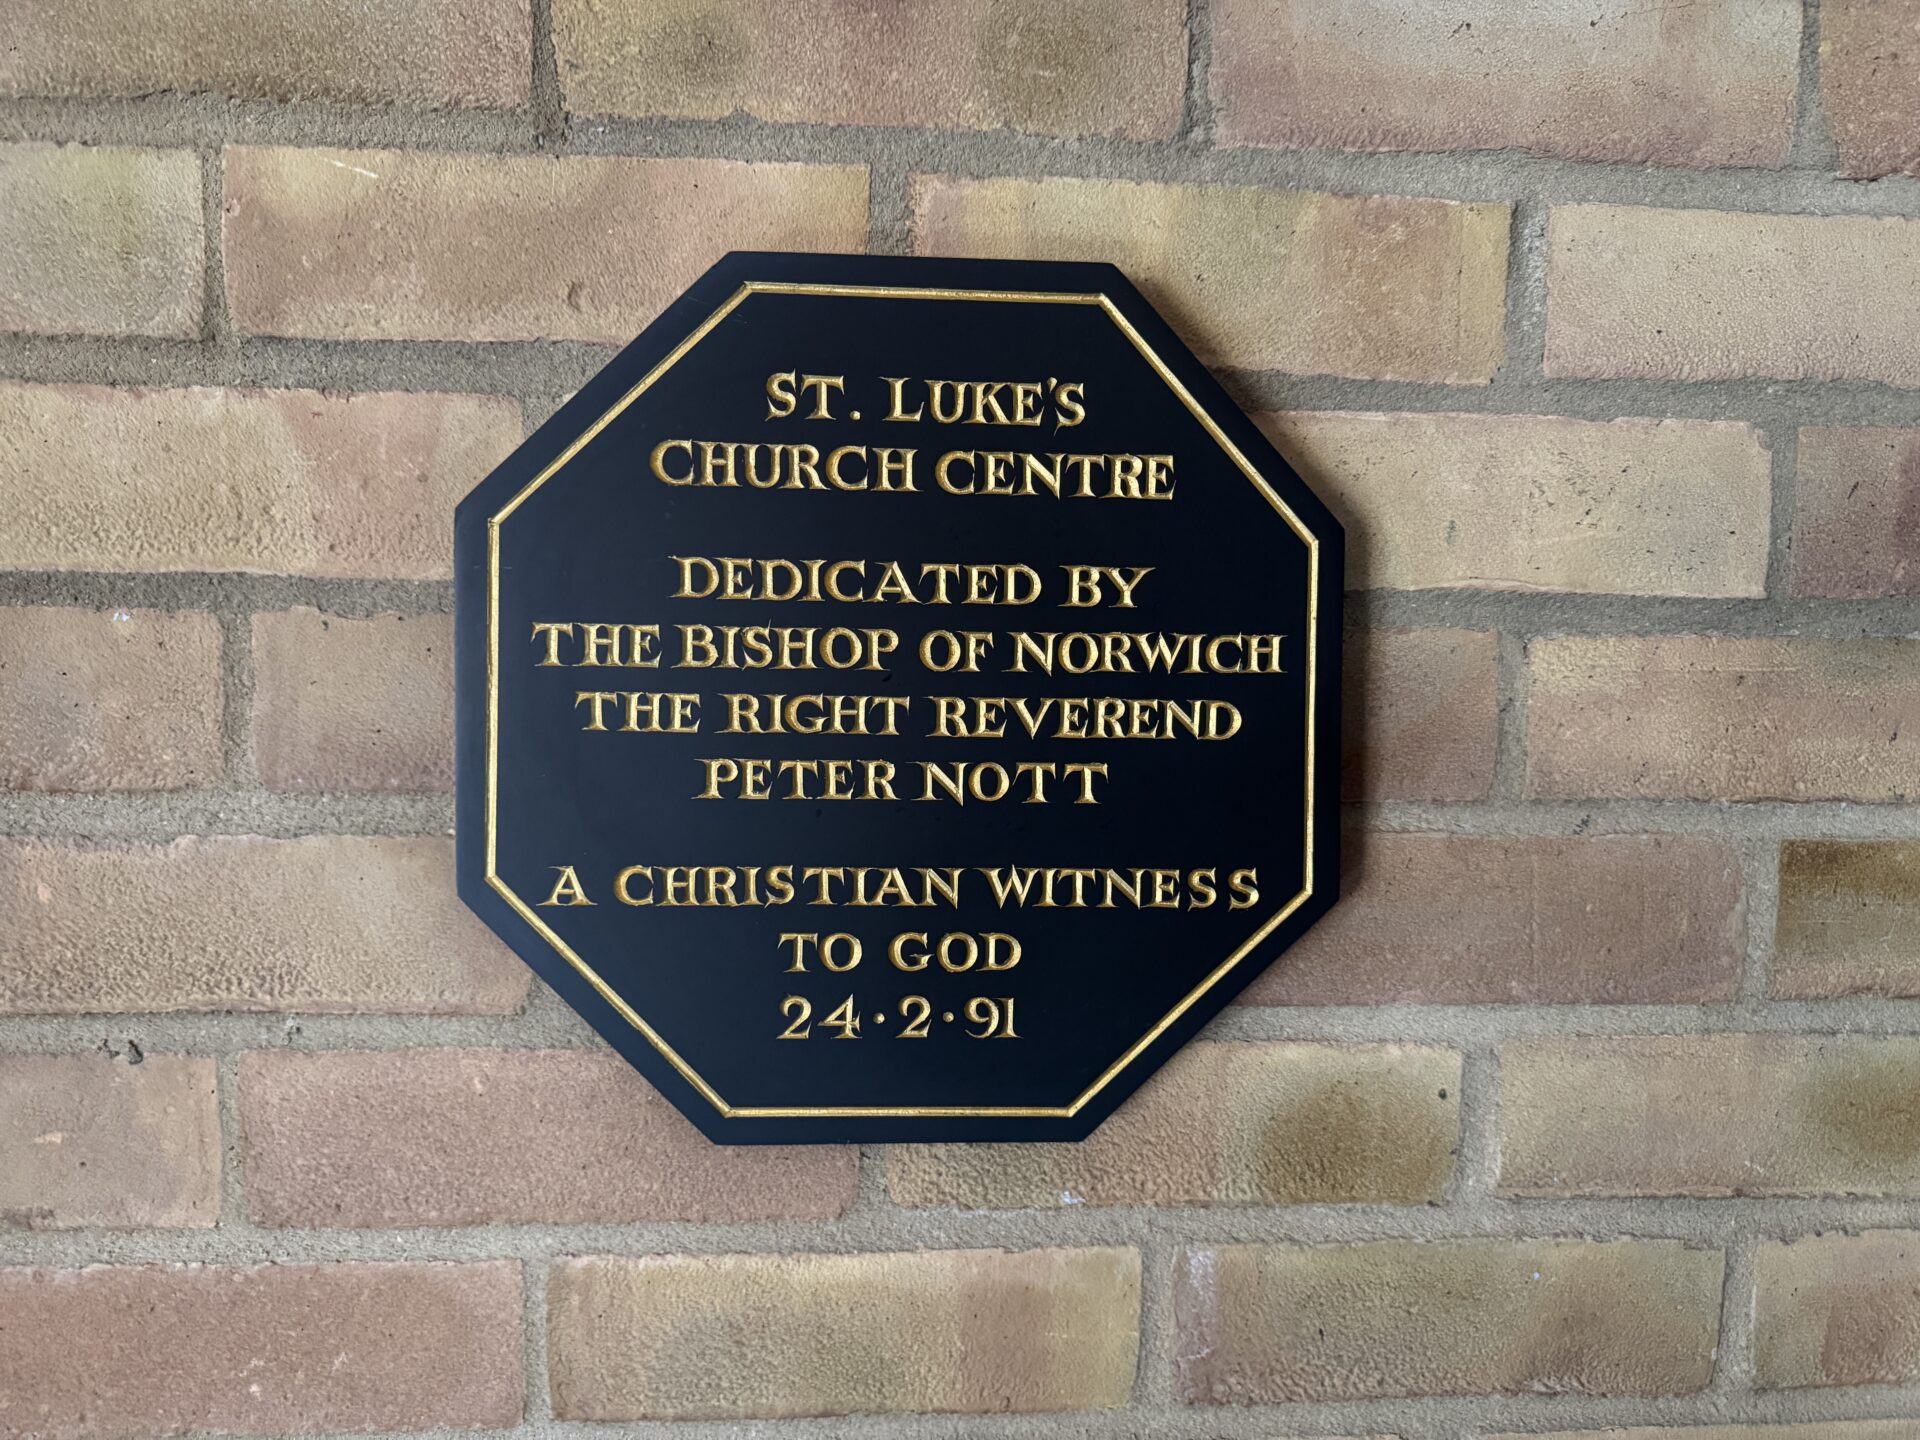 ST. LUKE'S
CHURCH CENTRE
DEDICATED BY
THE BISHOP OF NORWICH
THE RIGHT REVEREND
PETER NOTT
A CHRISTIAN WITNESS
TO GOD
24·2·91